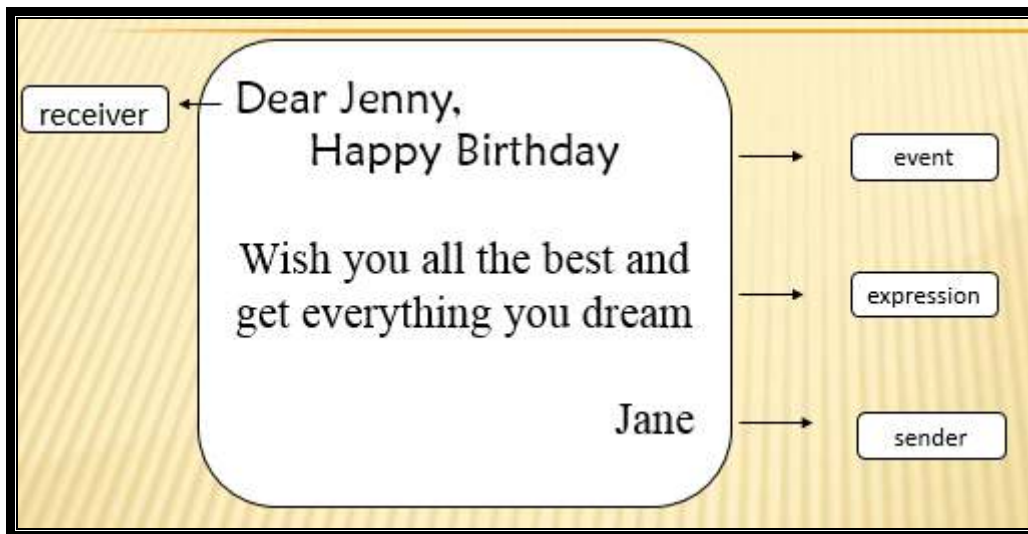 receiver
Dear Jenny,
Happy Birthday
event
Wish you all the best and
get everything you dream
expression
Jane
sender